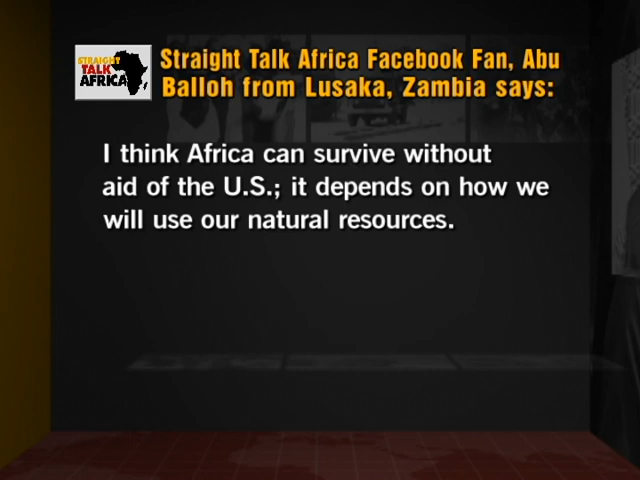 STRAIGHT
TALK
AFRICA
Straight Talk Africa Facebook Fan, Abu
Balloh from Lusaka, Zambia says:
I think Africa can survive without
aid of the U.S.; it depends on how we
will use our natural resources.